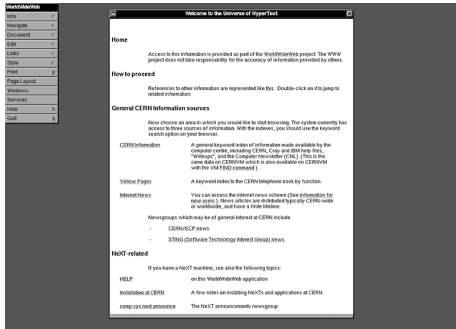 WorldWideWeb
Info r
Navigate r
Document r
Edit r
Links r
Style r
Print p
Page Layout
Windows
Services
Hide h
Quit q
Welcome to the Universe of HyperText
Home
Access to this information is provided as part of the WorldWideWeb project. The WWW
project does not take responsability for the accuracy of information provided by others.
How to proceed
References to other information are represented like this . Double-click on it to jump to
related information.
General CERN Information sources
Now choose an area in which you would like to start browsing. The system currently has
access to three sources of information. With the indexes, you should use the keyword
search option on your browser.
CERN Information A general keyword index of information made available by the
computer centre, including CERN, Cray and IBM help files,
"Writeups", and the Computer Newsletter (CNL). (This is the
same data on CERNVM which is also available on CERNVM
with the VM FIND command ).
Yellow Pages A keyword index to the CERN telephone book by function.
Internet News You can access the internet news scheme (See information for
new users ). News articles are distributed typically CERN-wide
or worldwide, and have a finite lifetime.
Newsgroups which may be of general interest at CERN include
- CERN/ECP news
- STING (Software Technology Interest Group) news.
NeXT-related
If you have a NeXT machine, see also the following topics:
HELP on this WorldWideWeb application
Installation at CERN A few notes on installing NeXTs and applications at CERN.
comp.sys.next.announce The NeXT announcements newsgroup